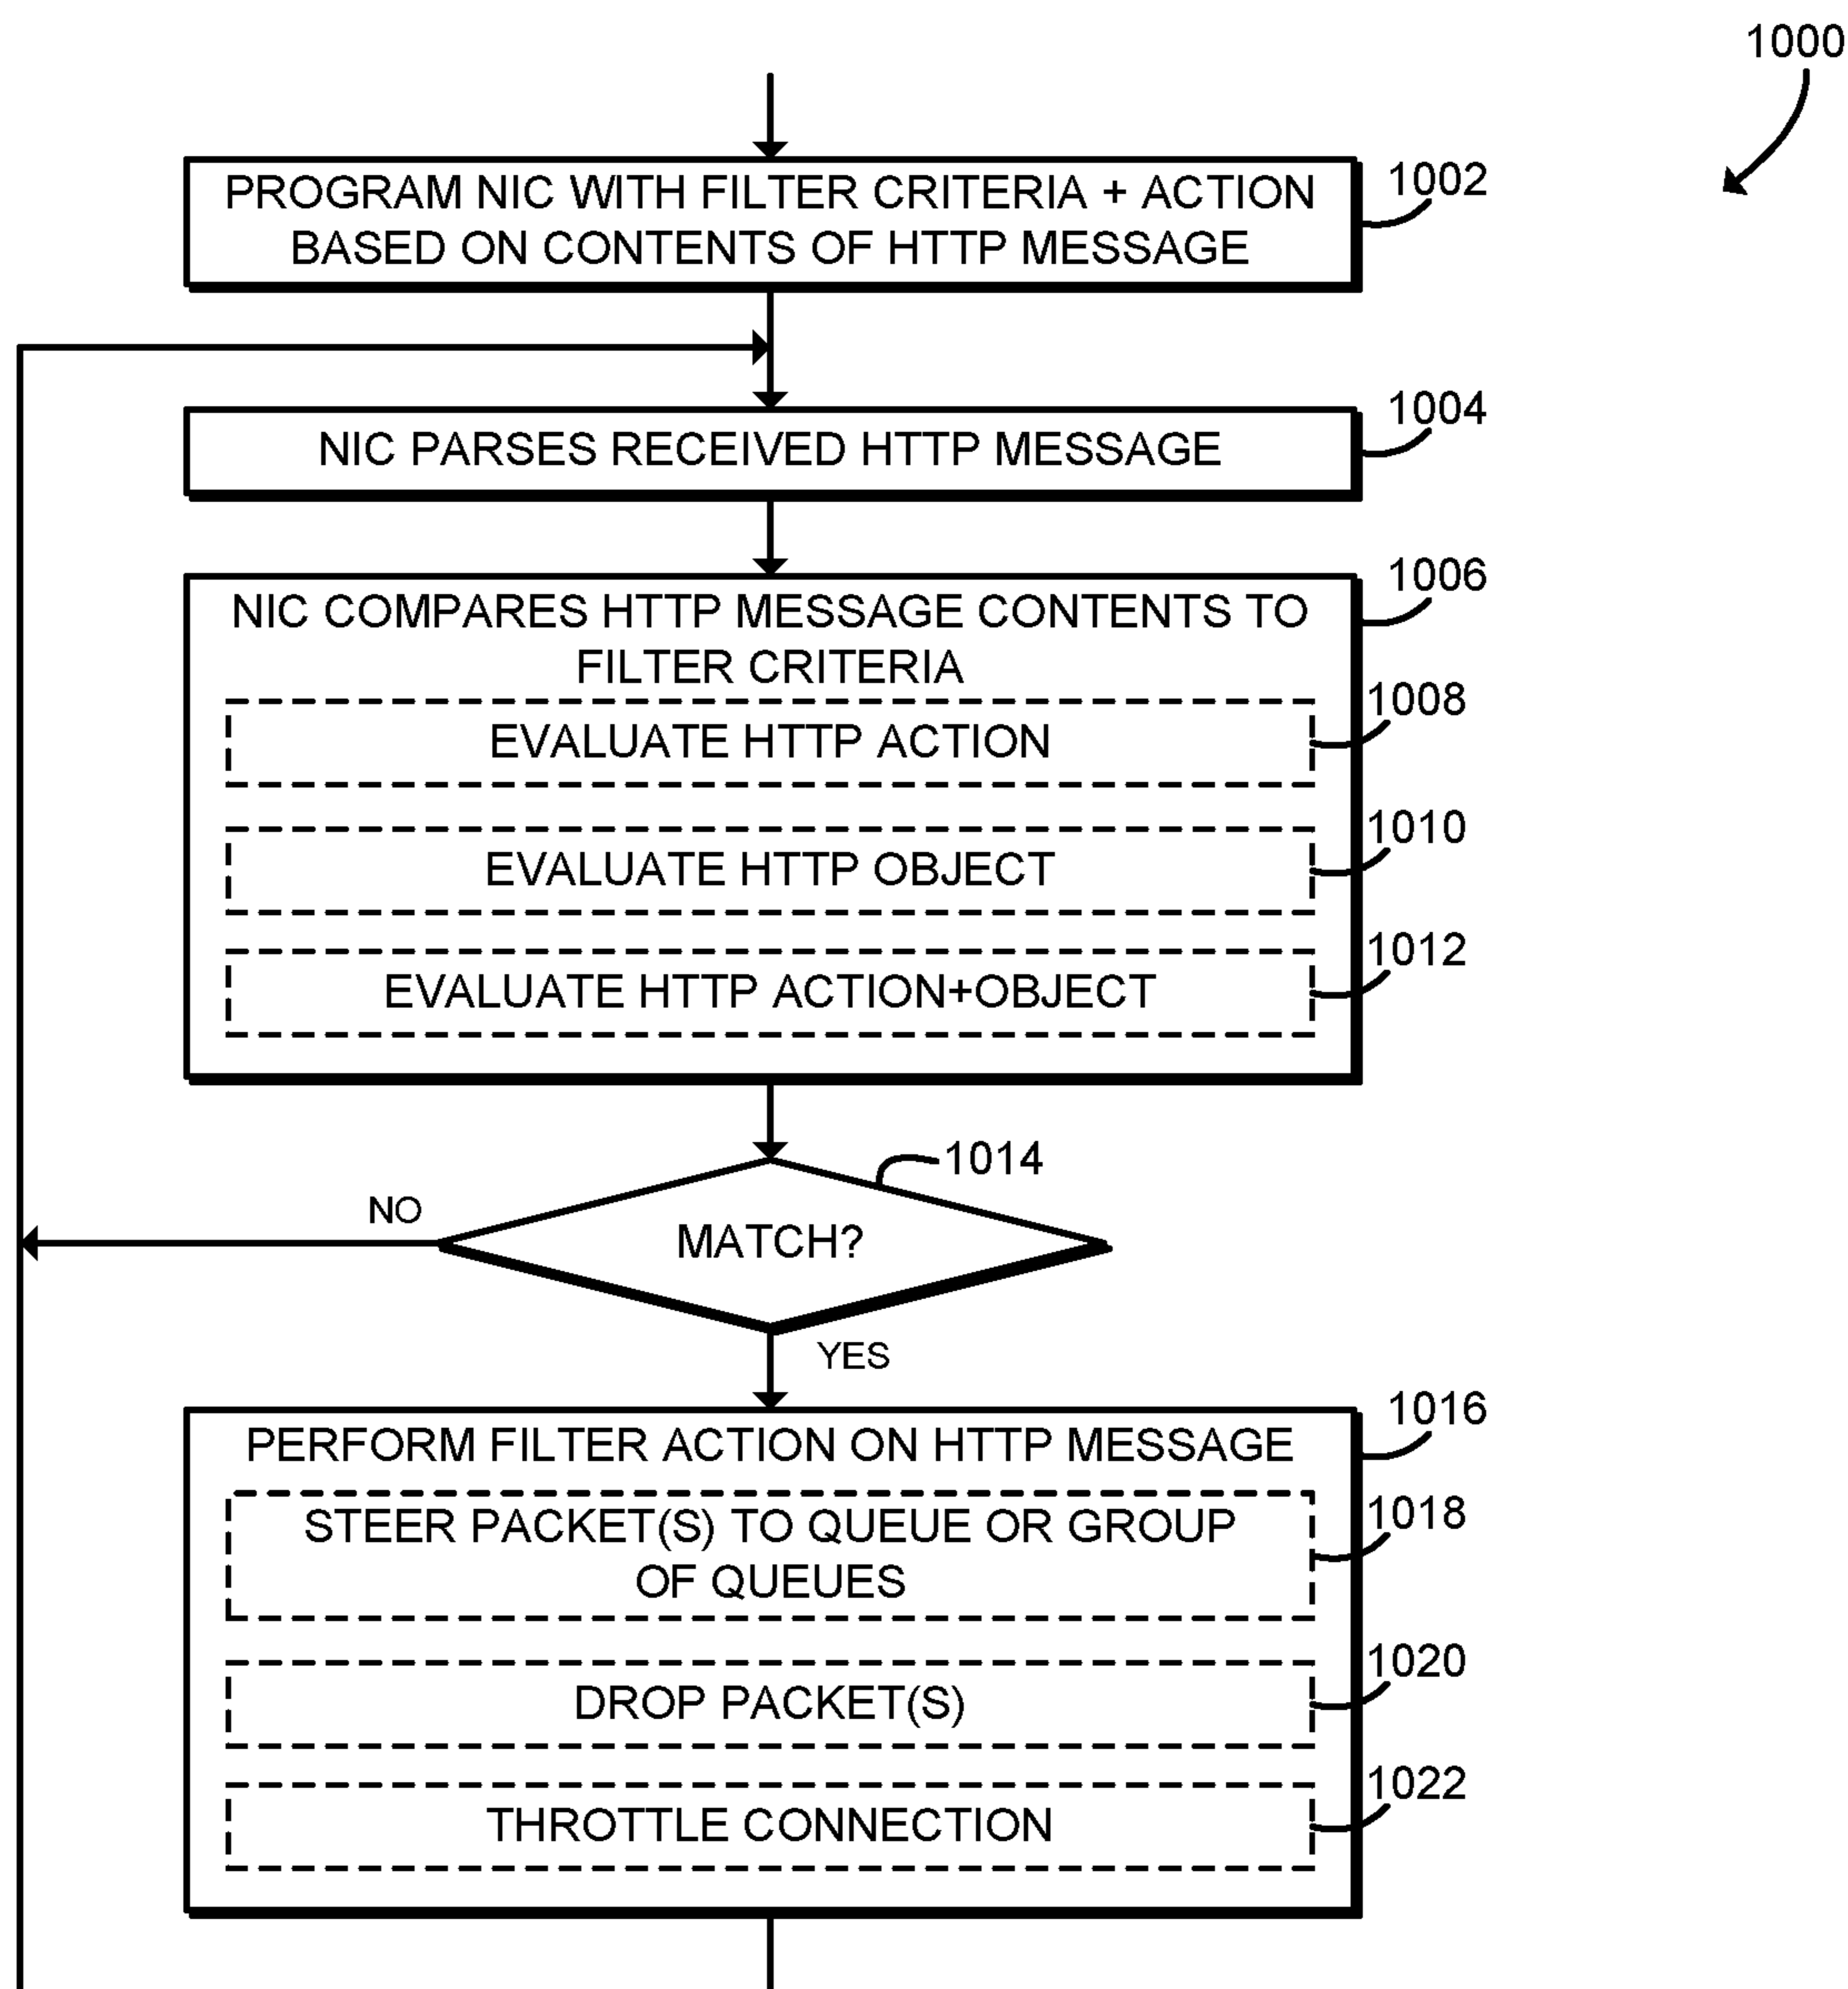 1000
PROGRAM NIC WITH FILTER CRITERIA + ACTION
BASED ON CONTENTS OF HTTP MESSAGE
1002
NIC PARSES RECEIVED HTTP MESSAGE
1004
NIC COMPARES HTTP MESSAGE CONTENTS TO
FILTER CRITERIA
1006
EVALUATE HTTP ACTION
1008
EVALUATE HTTP OBJECT
1010
EVALUATE HTTP ACTION+OBJECT
1012
MATCH?
1014
NO
YES
PERFORM FILTER ACTION ON HTTP MESSAGE
1016
STEER PACKET(S) TO QUEUE OR GROUP
OF QUEUES
1018
DROP PACKET(S)
1020
THROTTLE CONNECTION
1022